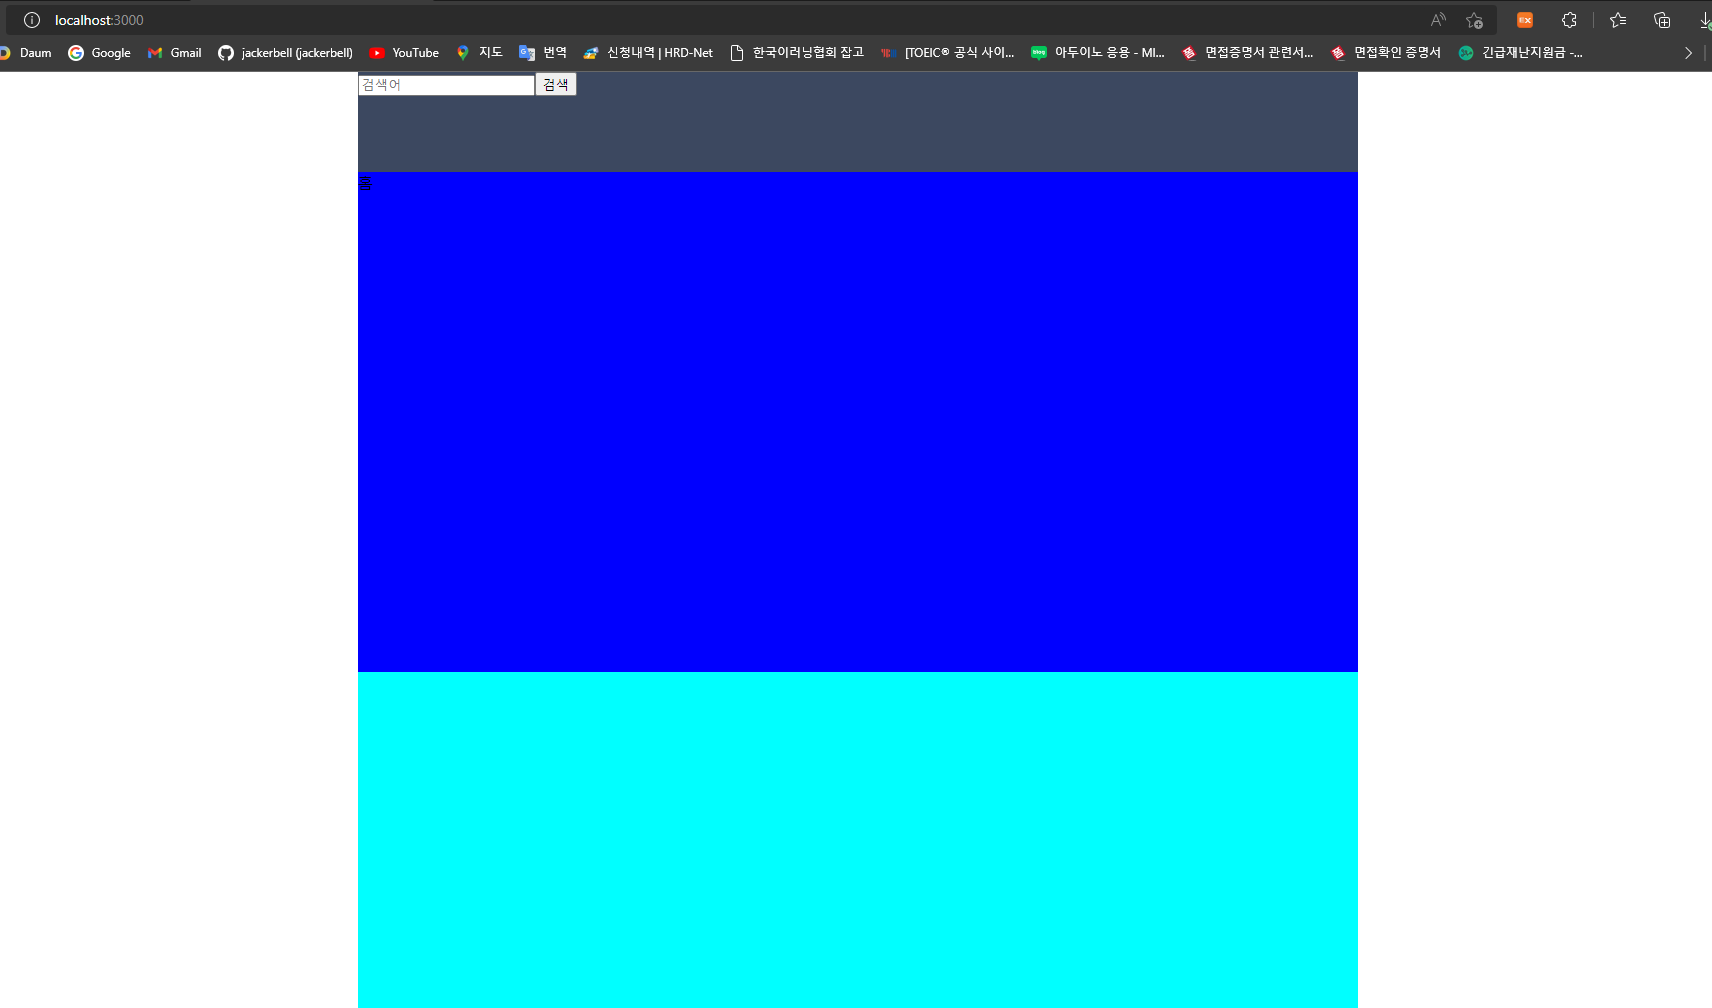 localhost:3000
Daum Google Gmail jackerbell (jackerbell) YouTube 지도 번역 신청내역 | HRD-Net 한국이러닝협회 잡고 [TOEIC® 공식 사이... 아두이노 응용 - MI... 면접증명서 관련서... 면접확인 증명서 긴급재난지원금 -...
검색어 검색